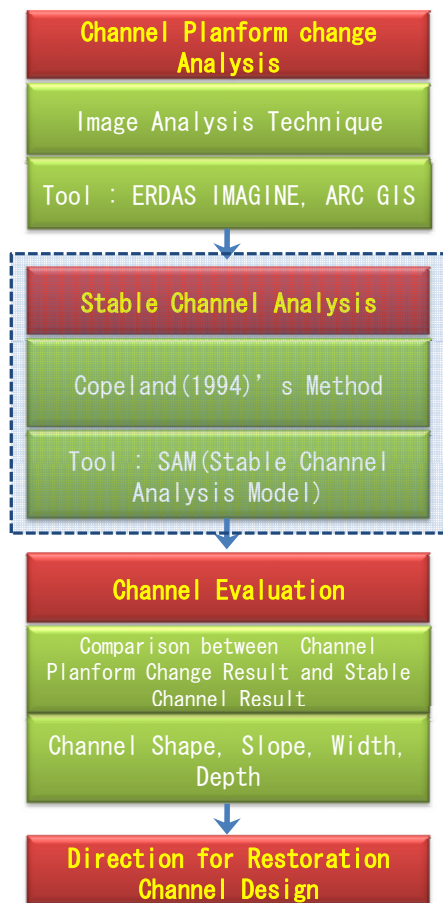 Channel Planform change
Analysis
Image Analysis Technique
Tool : ERDAS IMAGINE, ARC GIS
Stable Channel Analysis
Copeland(1994)’s Method
Tool : SAM(Stable Channel
Analysis Model)
Channel Evaluation
Comparison between Channel
Planform Change Result and Stable
Channel Result
Channel Shape, Slope, Width,
Depth
Direction for Restoration
Channel Design